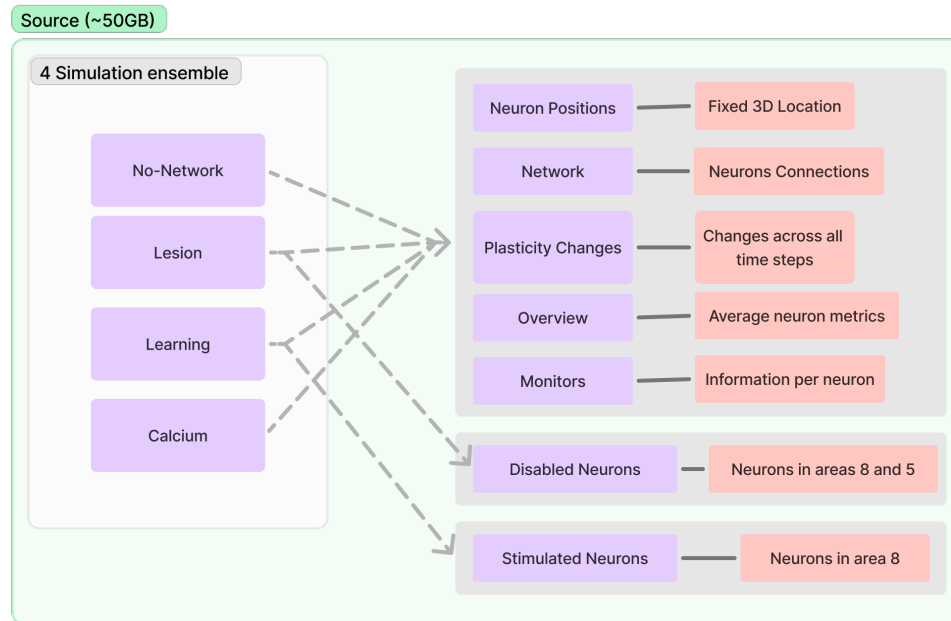 Source (~50GB)
4 Simulation ensemble
No-Network
Lesion
Learning
Calcium
Neuron Positions
Fixed 3D Location
Network
Neurons Connections
Plasticity Changes
Changes across all
time steps
Overview
Average neuron metrics
Monitors
Information per neuron
Disabled Neurons
Neurons in areas 8 and 5
Stimulated Neurons
Neurons in area 8